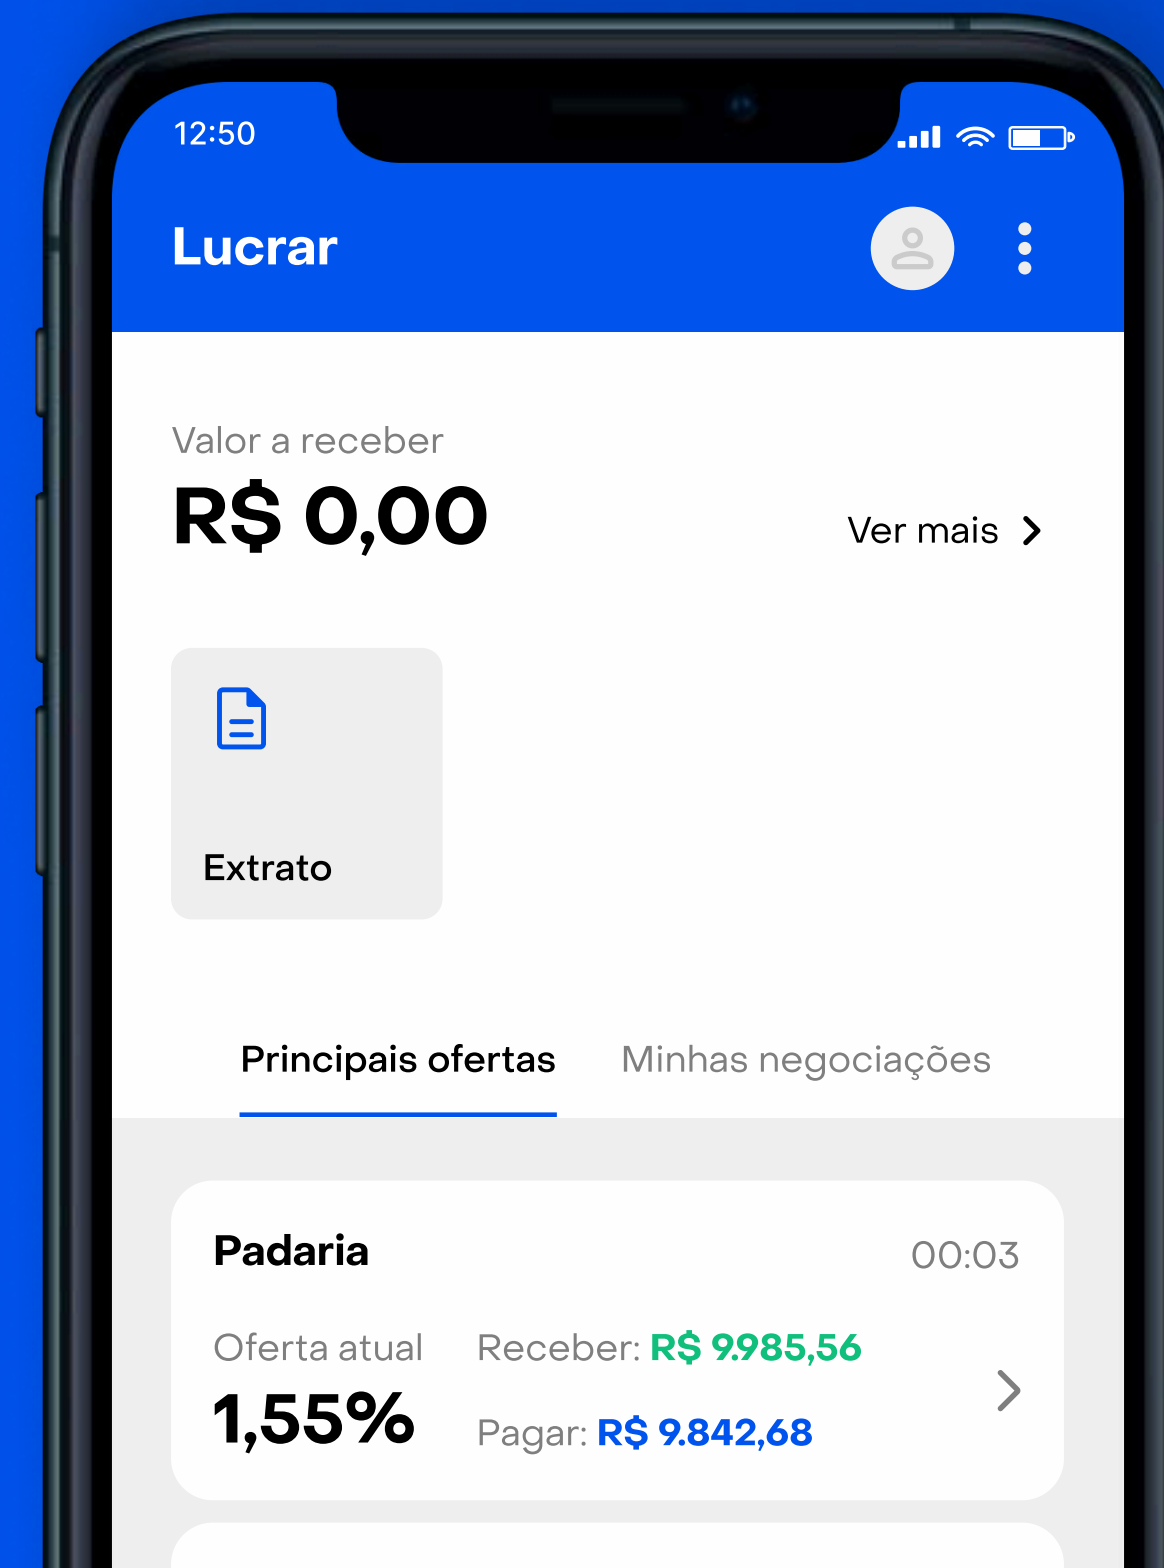 12:50
Lucrar
Valor a receber
R$ 0,00
Ver mais
Extrato
Principais ofertas
Minhas negociações
Padaria
00:03
Oferta atual
Receber: R$ 9.985,56
1,55%
Pagar: R$ 9.842,68